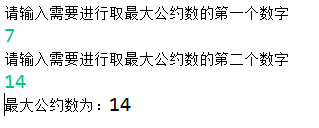 请输入需要进行取最大公约数的第一个数字
7
请输入需要进行取最大公约数的第二个数字
14
最大公约数为：14